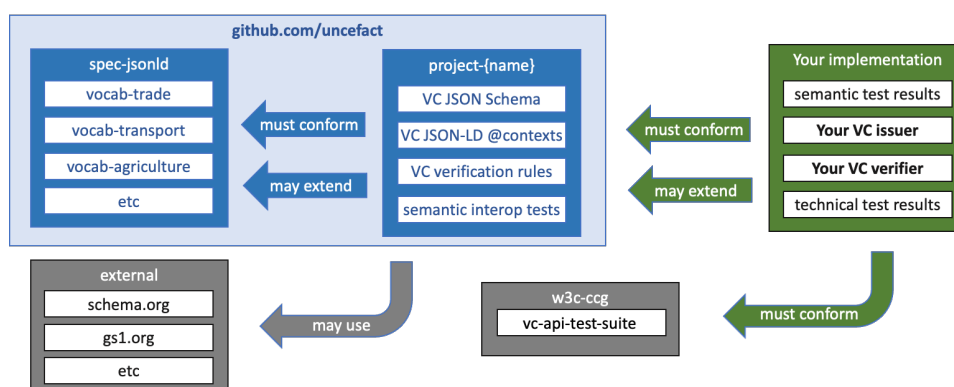 github.com/uncefact
spec-jsonld
vocab-trade
vocab-transport
vocab-agriculture
etc
must conform
may extend
project-{name}
VC JSON Schema
VC JSON-LD @contexts
VC verification rules
semantic interop tests
must conform
may extend
Your implementation
semantic test results
Your VC issuer
Your VC verifier
technical test results
external
schema.org
gs1.org
etc
may use
w3c-ccg
vc-api-test-suite
must conform